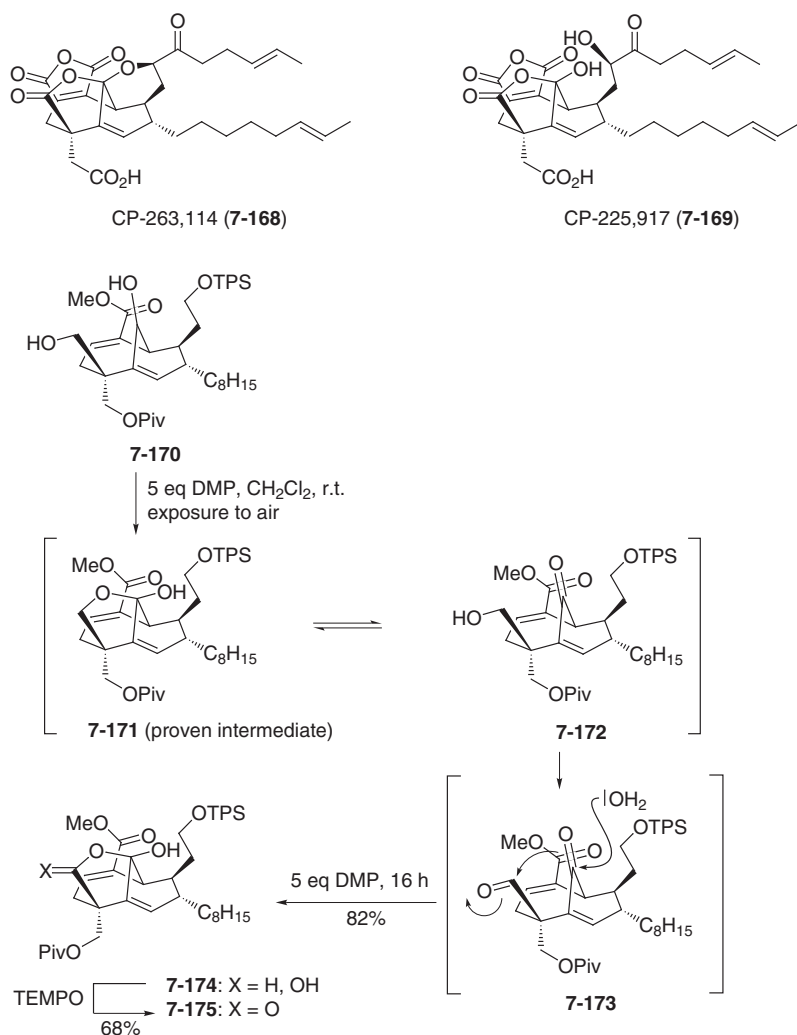 O O O O O O O
CO2H
CP-263,114 (7-168)
O O O O O HO OH O
CO2H
CP-225,917 (7-169)
HO
MeO O
OTPS
HO
C8H15
OPiv
7-170
5 eq DMP, CH2Cl2, r.t.
exposure to air
OTPS
MeO O
O OH
C8H15
OPiv
7-171 (proven intermediate)
O
OTPS
MeO O
HO
C8H15
OPiv
7-172
OTPS
MeO O
O OH
X
C8H15
PivO
7-174: X = H, OH
TEMPO
7-175: X = O
68%
5 eq DMP, 16 h
82%
|OH2
O
OTPS
MeO O
O
C8H15
OPiv
7-173